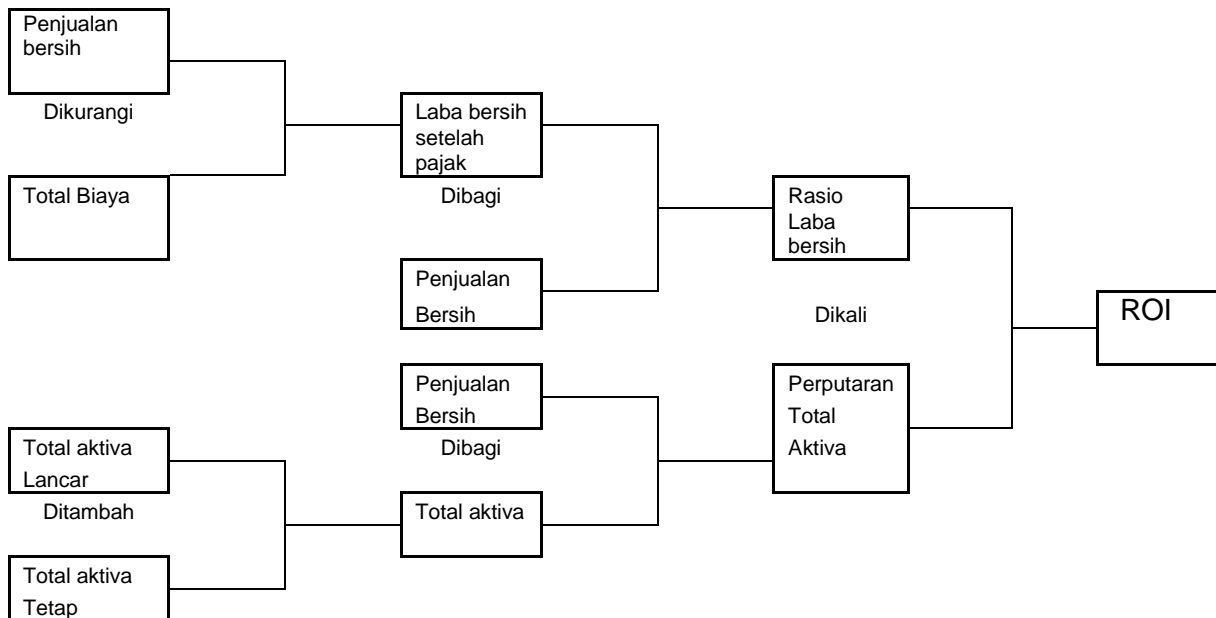 Penjualan
bersih
Dikurangi
Total Biaya
Laba bersih
setelah
pajak
Dibagi
Penjualan
Bersih
Rasio
Laba
bersih
Dikali
ROI
Penjualan
Bersih
Dibagi
Total aktiva
Perputaran
Total
Aktiva
Total aktiva
Lancar
Ditambah
Total aktiva
Tetap